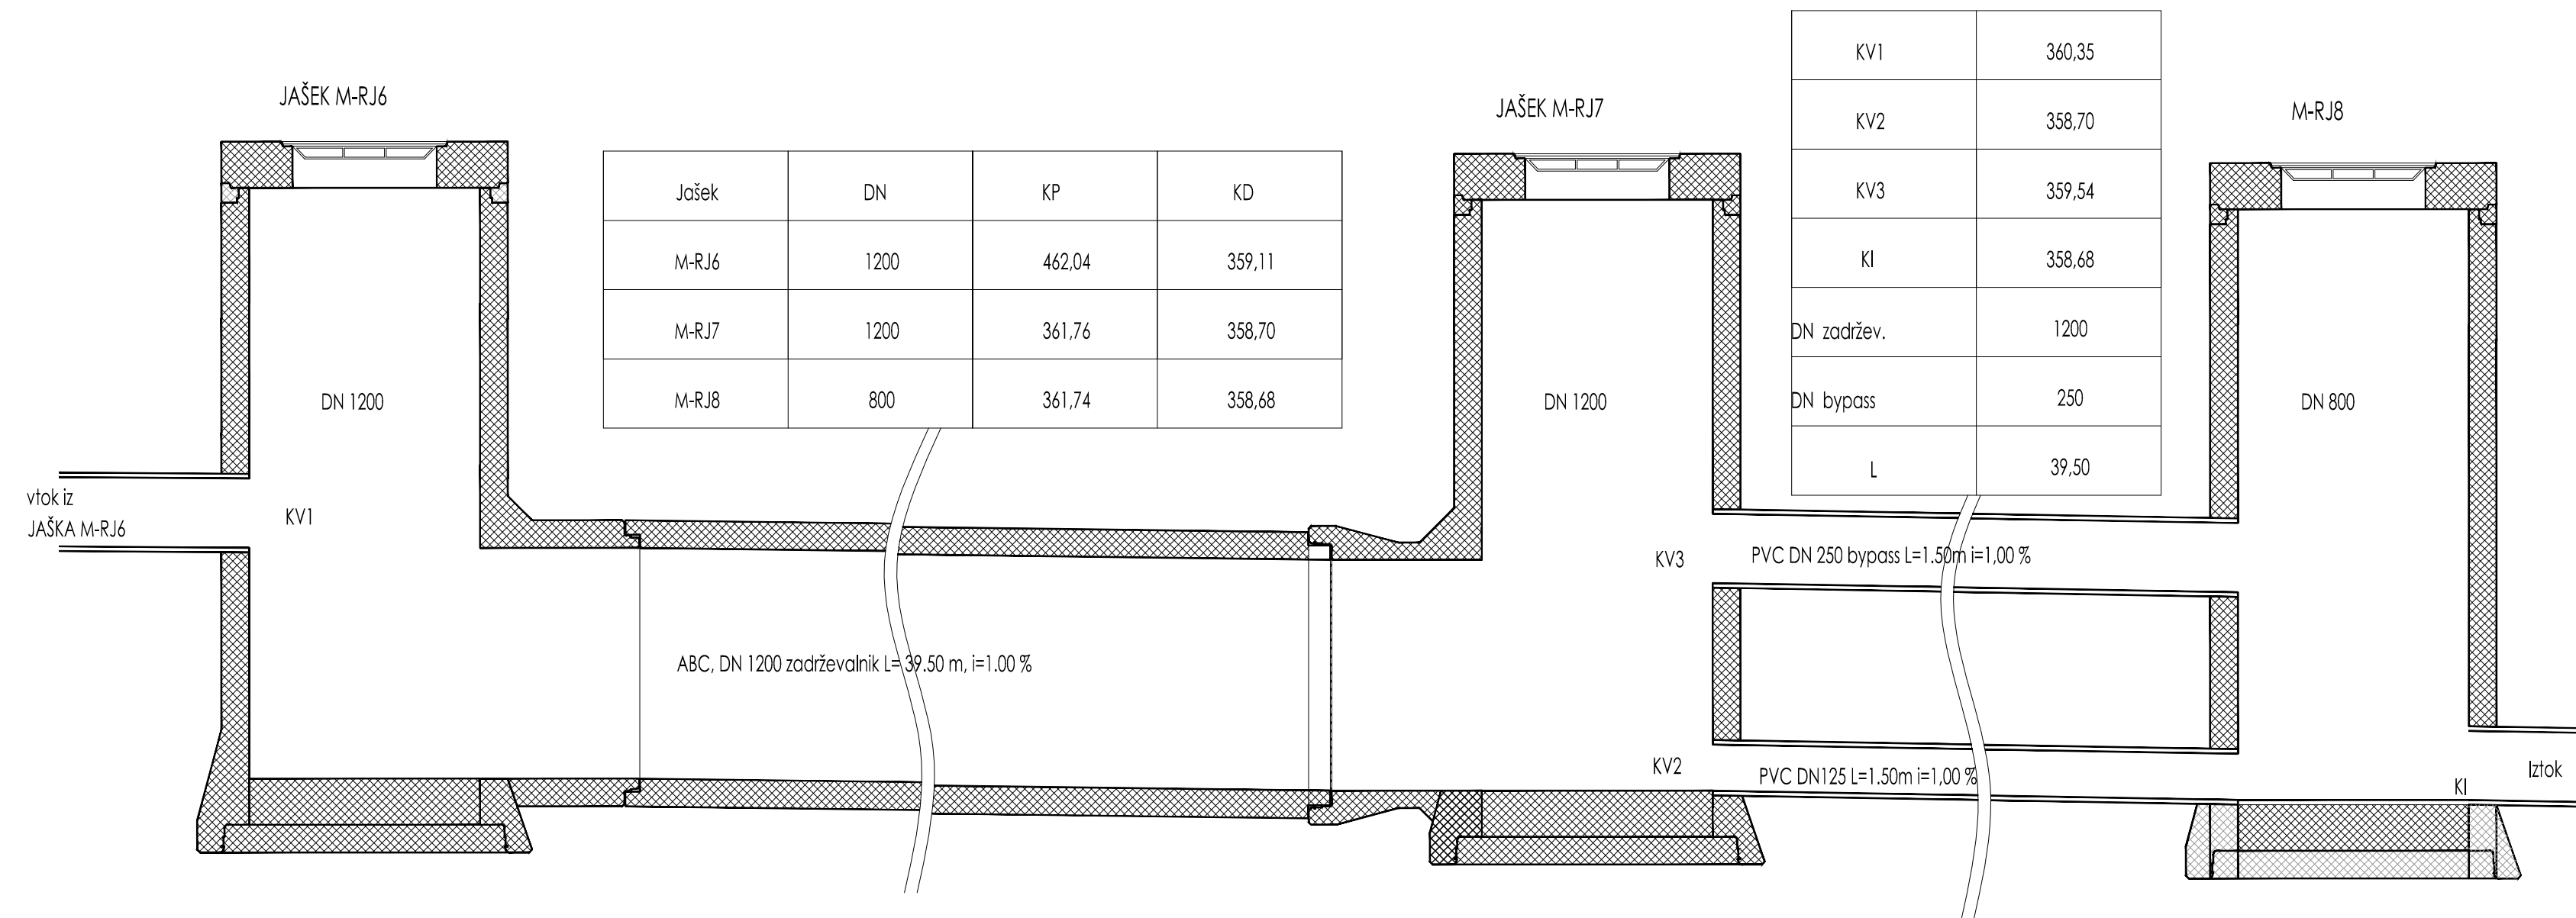 JAŠEK M-RJ6
JAŠEK M-RJ7
M-RJ8
Jašek DN KP KD
M-RJ6 1200 462,04 359,11
M-RJ7 1200 361,76 358,70
M-RJ8 800 361,74 358,68
KV1 360,35
KV2 358,70
KV3 359,54
KI 358,68
DN zadržev. 1200
DN bypass 250
L 39,50
DN 1200
DN 1200
DN 800
vtok iz
JAŠKA M-RJ6
KV1
KV3
PVC DN 250 bypass L=1.50m i=1,00 %
ABC, DN 1200 zadrževalnik L= 39.50 m, i=1.00 %
KV2
PVC DN125 L=1.50m i=1,00 %
KI
Iztok